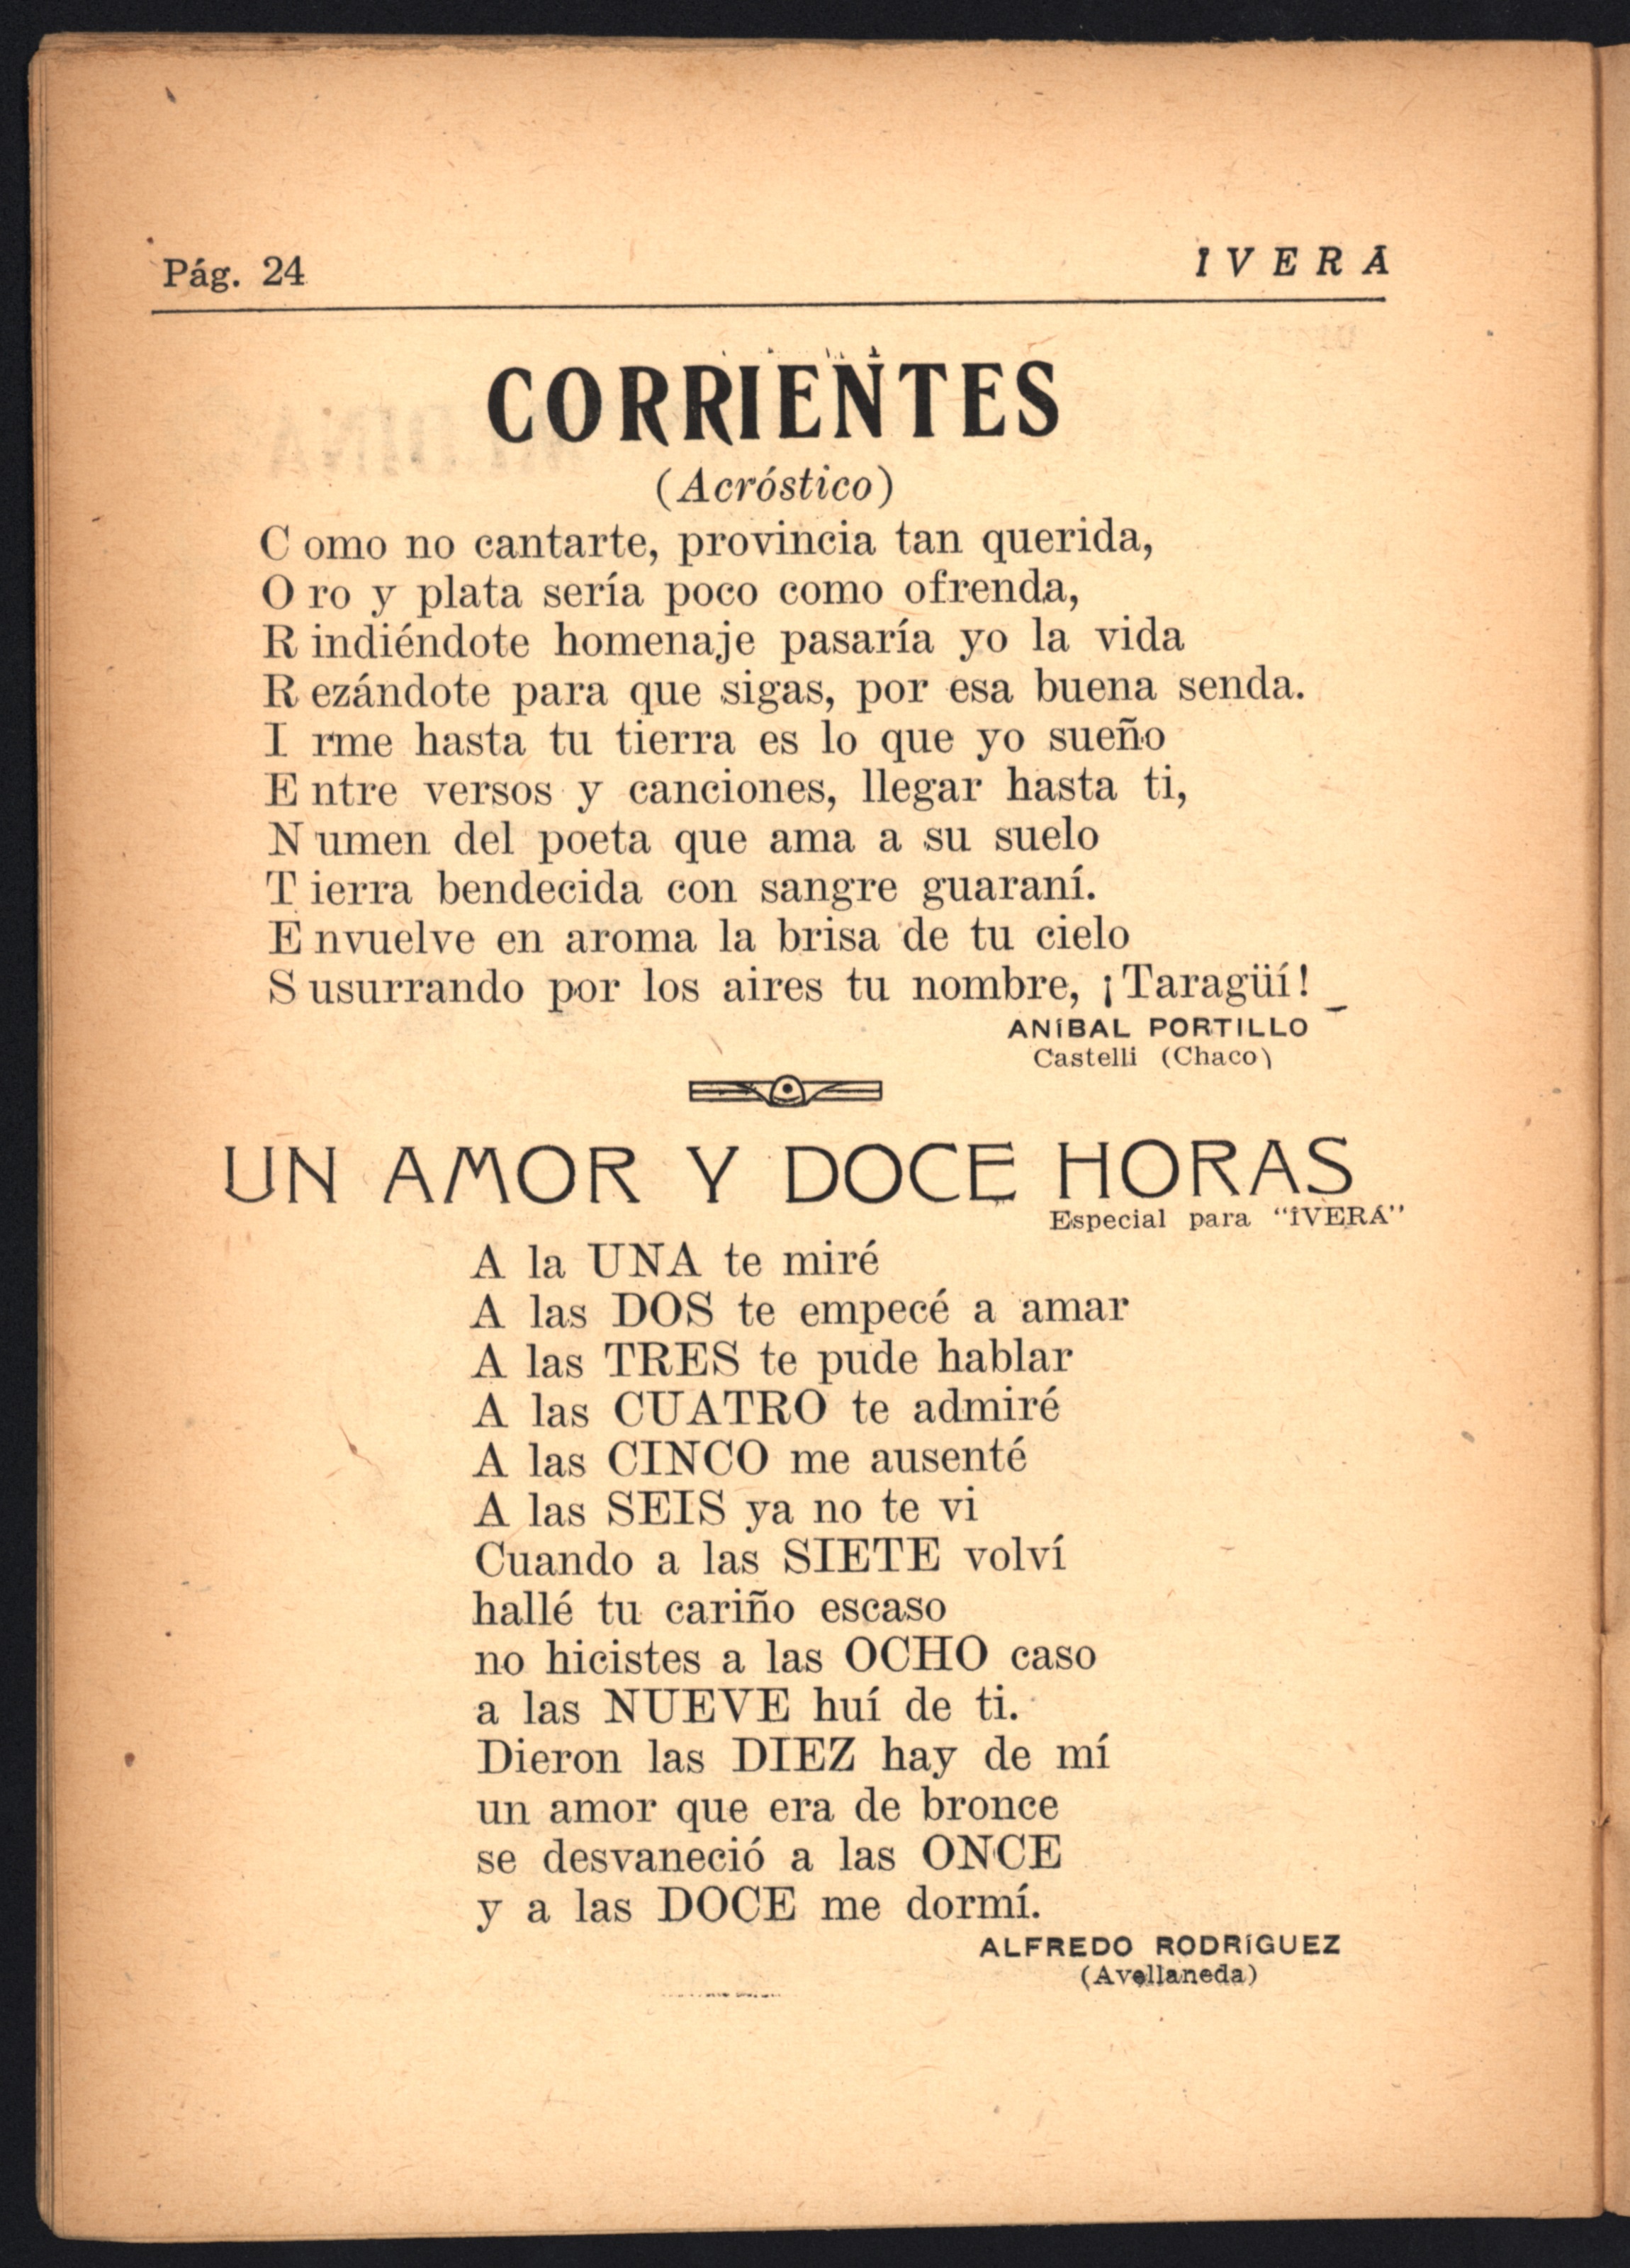 Pág. 24
IVERÁ
CORRIENTES
(Acróstico)
C omo no cantarte, provincia tan querida,
O ro y plata sería poco como ofrenda,
R indiéndote homenaje pasaría yo la vida
R ezándote para que sigas, por esa buena senda.
I rme hasta tu tierra es lo que yo sueño
E ntre versos y canciones, llegar hasta ti,
N umen del poeta que ama a su suelo
T ierra bendecida con sangre guaraní.
E nvuelve en aroma la brisa de tu cielo
S usurrando por los aires tu nombre, ¡Taragüí!
ANÍBAL PORTILLO
Castelli (Chaco)
UN AMOR Y DOCE HORAS
Especial para “IVERÁ”
A la UNA te miré
A las DOS te empecé a amar
A las TRES te pude hablar
A las CUATRO te admiré
A las CINCO me ausenté
A las SEIS ya no te vi
Cuando a las SIETE volví
hallé tu cariño escaso
no hicistes a las OCHO caso
a las NUEVE huí de ti.
Dieron las DIEZ hay de mí
un amor que era de bronce
se desvaneció a las ONCE
y a las DOCE me dormí.
ALFREDO RODRÍGUEZ
(Avellaneda)